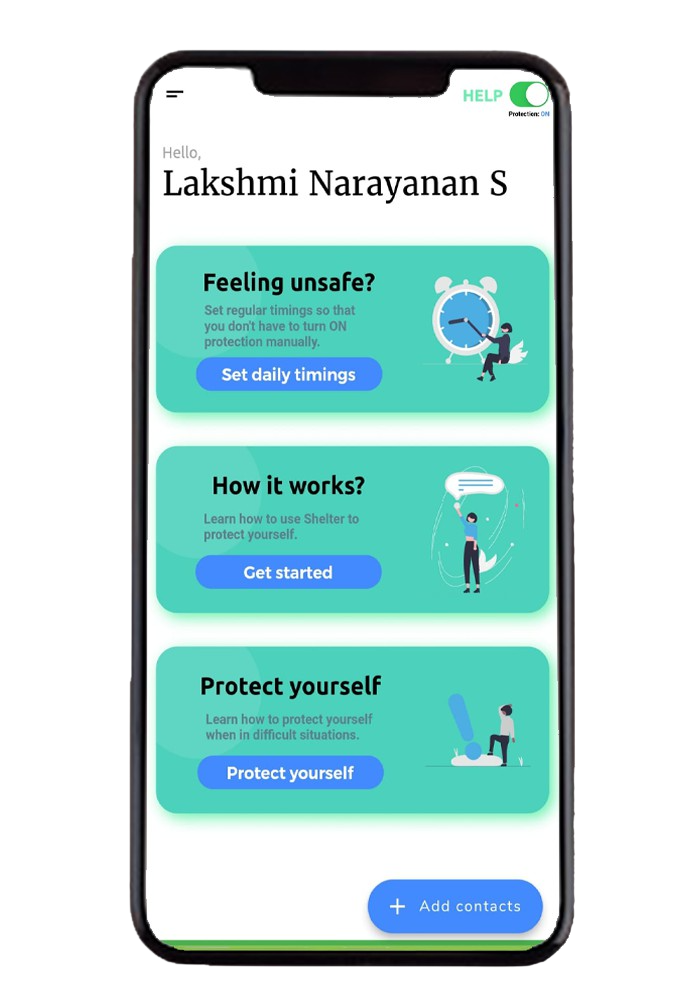 HELP
Protection: ON
Hello,
Lakshmi Narayanan S
Feeling unsafe?
Set regular timings so that
you don't have to turn ON
protection manually.
Set daily timings
How it works?
Learn how to use Shelter to
protect yourself.
Get started
Protect yourself
Learn how to protect yourself
when in difficult situations.
Protect yourself
+ Add contacts